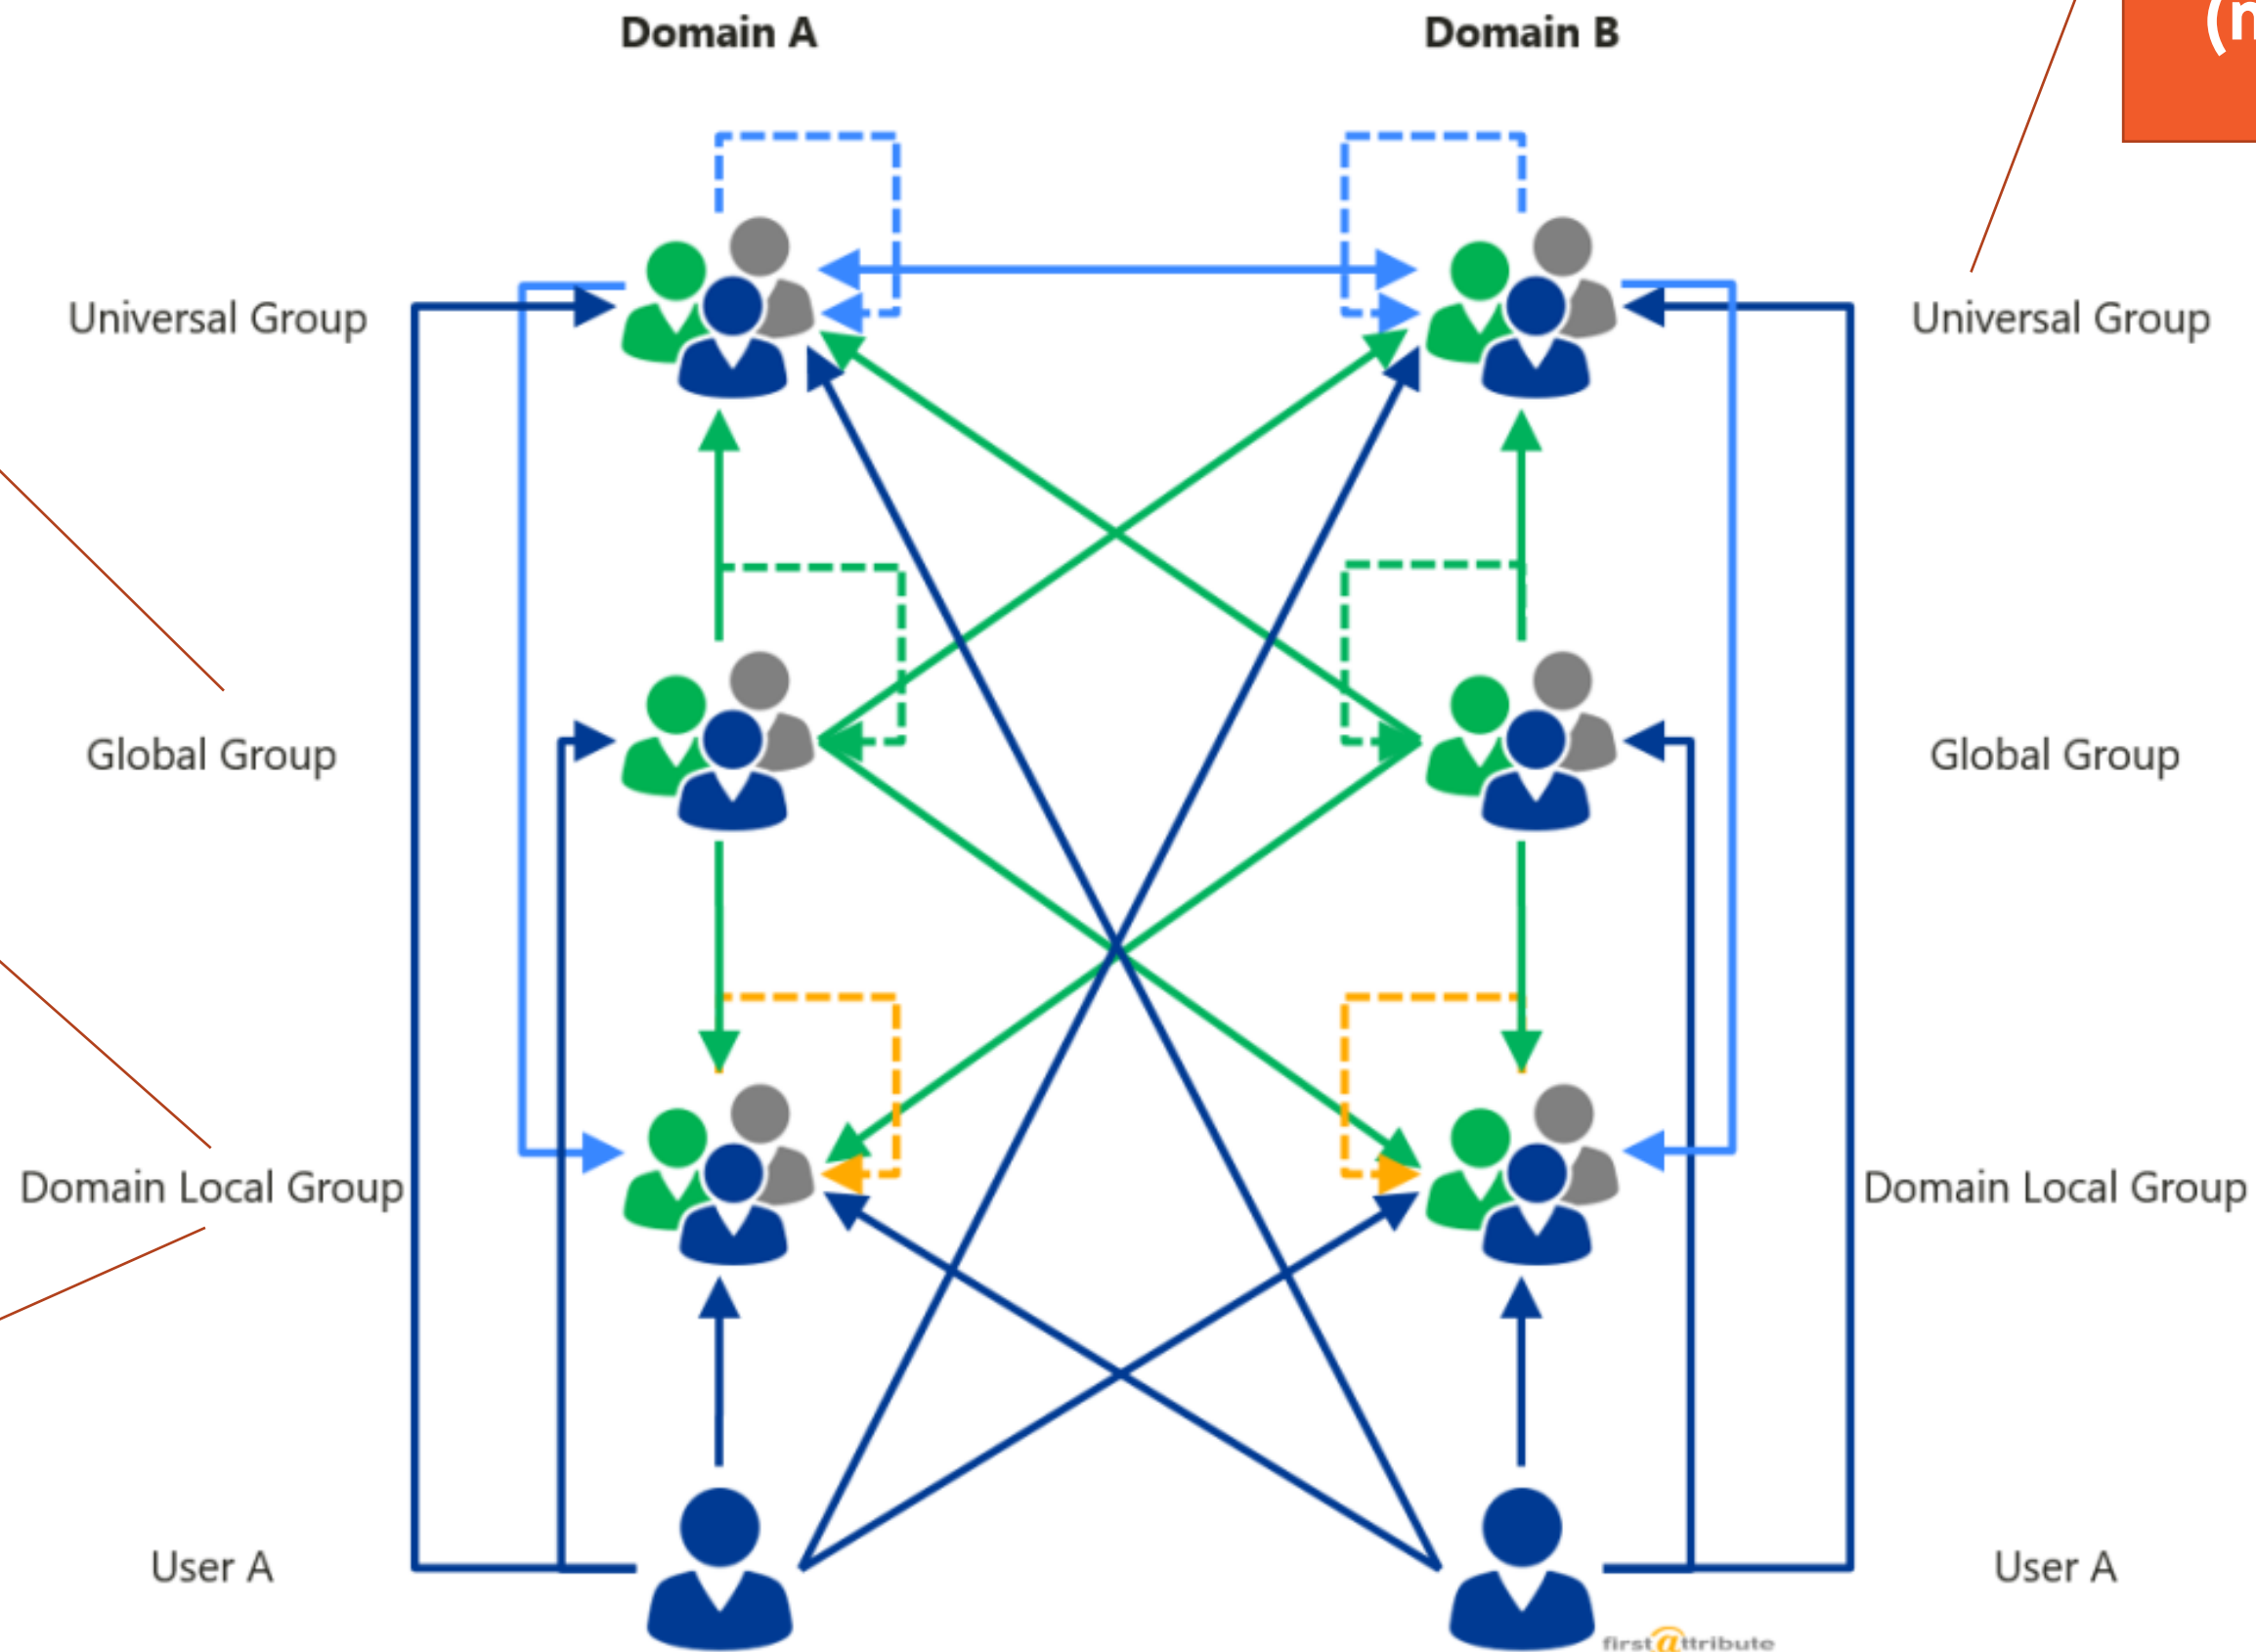 Domain A
Domain B
(n
Universal Group
Universal Group
Global Group
Global Group
Domain Local Group
Domain Local Group
User A
User A
first@ttribute